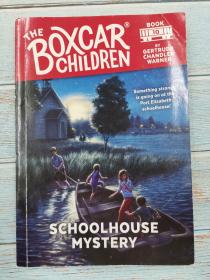 THE
BOXCAR®
CHILDREN
BOOK
10
BY
GERTRUDE
CHANDLER
WARNER
Something strange
is going on at the
Port Elizabeth
schoolhouse!
SCHOOLHOUSE
MYSTERY